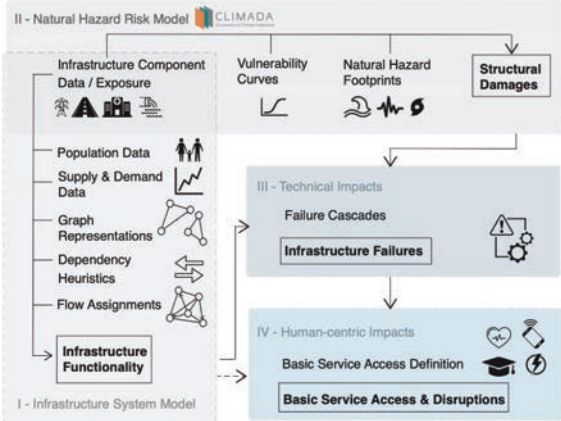 II - Natural Hazard Risk Model
CLIMADA
Infrastructure Component
Data / Exposure
Vulnerability
Curves
Natural Hazard
Footprints
Structural
Damages
Population Data
Supply & Demand
Data
Graph
Representations
Dependency
Heuristics
Flow Assignments
Infrastructure
Functionality
I - Infrastructure System Model
III - Technical Impacts
Failure Cascades
Infrastructure Failures
IV - Human-centric Impacts
Basic Service Access Definition
Basic Service Access & Disruptions